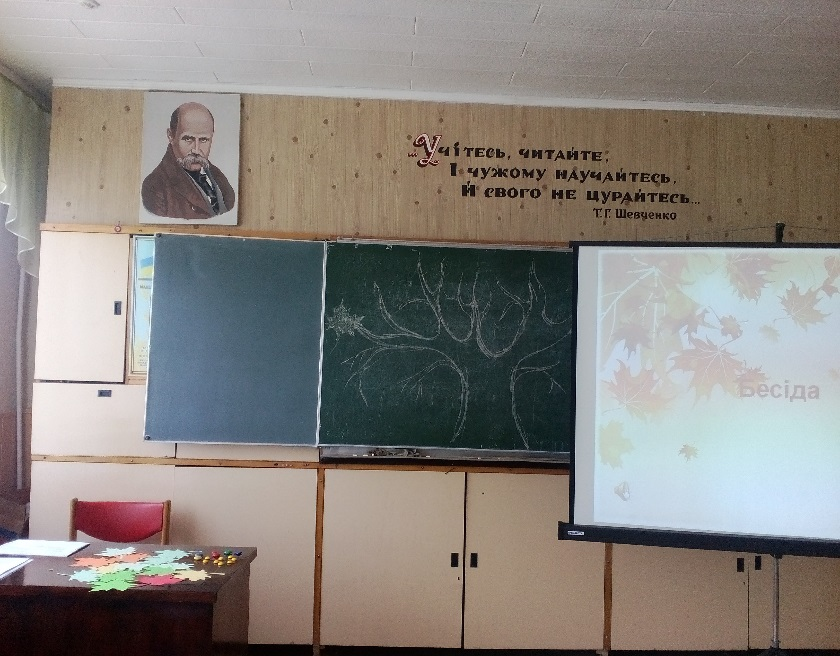 ...Учітесь, читайте,
І чужому научайтесь,
Й свого не цурайтесь...
Т.Г. Шевченко
Бесіда